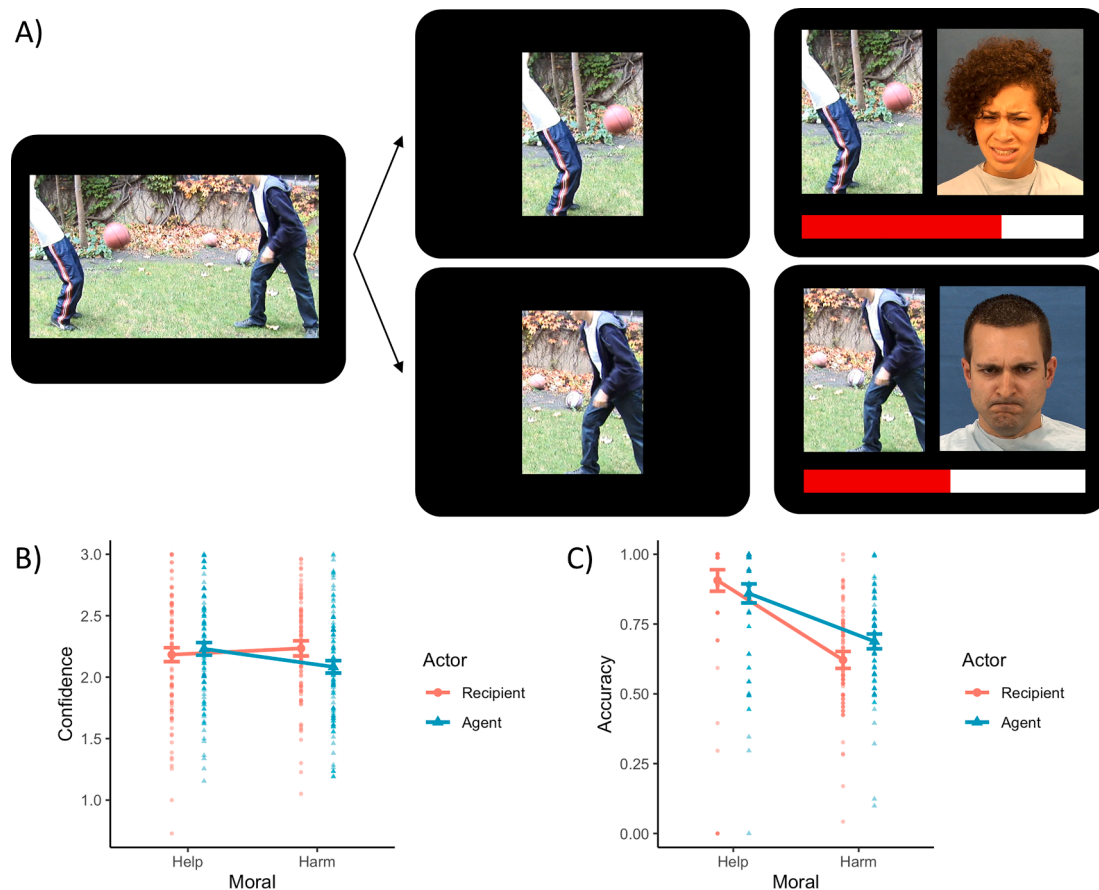 A)
B)
3.0
2.5
2.0
1.5
1.0
Confidence
Help
Harm
Moral
Actor
Recipient
Agent
C)
1.00
0.75
0.50
0.25
0.00
Accuracy
Help
Harm
Moral
Actor
Recipient
Agent